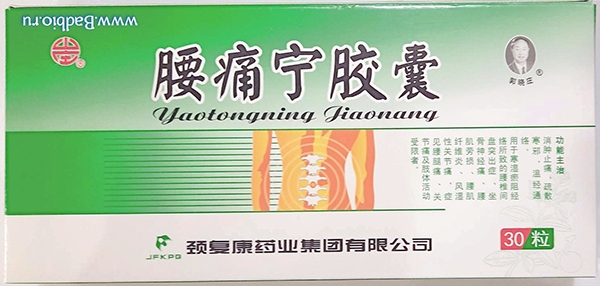 www.Badbio.ru
腰痛宁胶囊
Yaotongning Jiaonang
郭晓庄®
功能主治
消肿止痛，疏散
寒邪，温经通
络。
用于寒湿瘀阻经
络所致的腰椎间
盘突出症、坐
骨神经痛、腰
肌劳损、腰肌
纤维炎、风湿
性关节痛，症
见腰腿痛、关
节痛及肢体活动
受限者。
JFKPG
颈复康药业集团有限公司
30粒